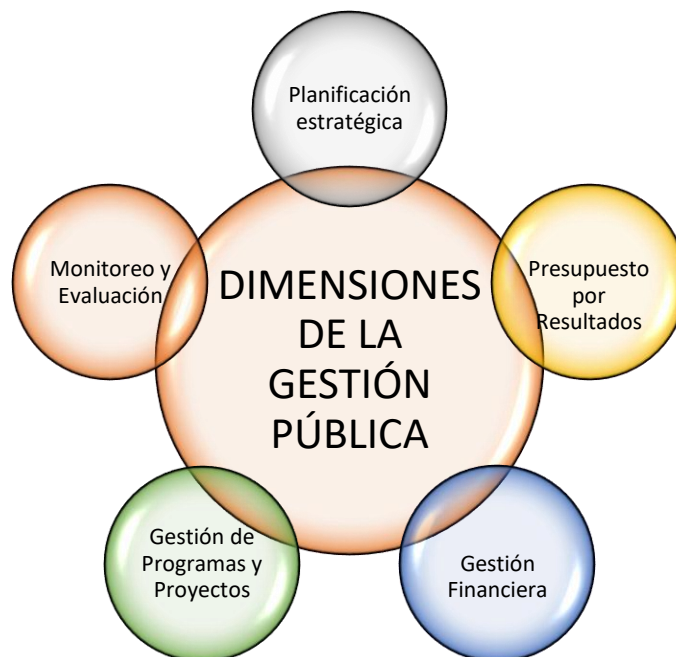 Planificación
estratégica
Monitoreo y
Evaluación
DIMENSIONES
DE LA
GESTIÓN
PÚBLICA
Presupuesto
por
Resultados
Gestión de
Programas y
Proyectos
Gestión
Financiera